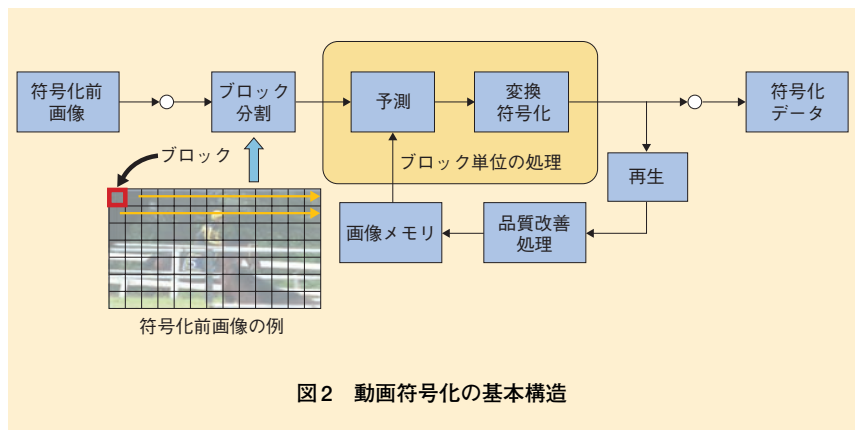 符号化前
画像
ブロック
分割
予測
変換
符号化
符号化
データ
ブロック
ブロック単位の処理
再生
画像メモリ
品質改善
処理
符号化前画像の例
図2 動画符号化の基本構造